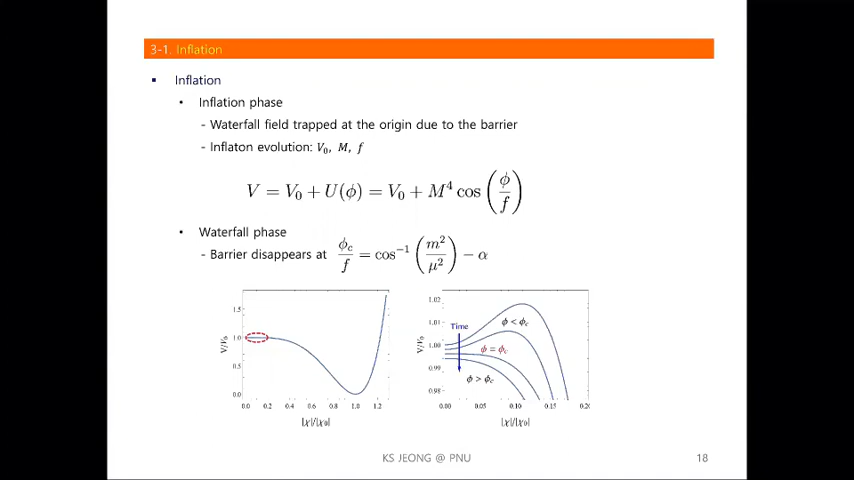 3-1. Inflation
▪ Inflation
• Inflation phase
- Waterfall field trapped at the origin due to the barrier
- Inflaton evolution: V₀, M, f
V = V₀ + U(ϕ) = V₀ + M⁴ cos(ϕ/f)
• Waterfall phase
- Barrier disappears at ϕc/f = cos⁻¹(m²/μ²) − α
1.5
1.0
0.5
0.0
V/V₀
0.0 0.2 0.4 0.6 0.8 1.0 1.2
|χ|/|χ₀|
1.02
1.01
1.00
0.99
0.98
V/V₀
Time
ϕ < ϕc
ϕ = ϕc
ϕ > ϕc
0.00 0.05 0.10 0.15 0.20
|χ|/|χ₀|
KS JEONG @ PNU
18